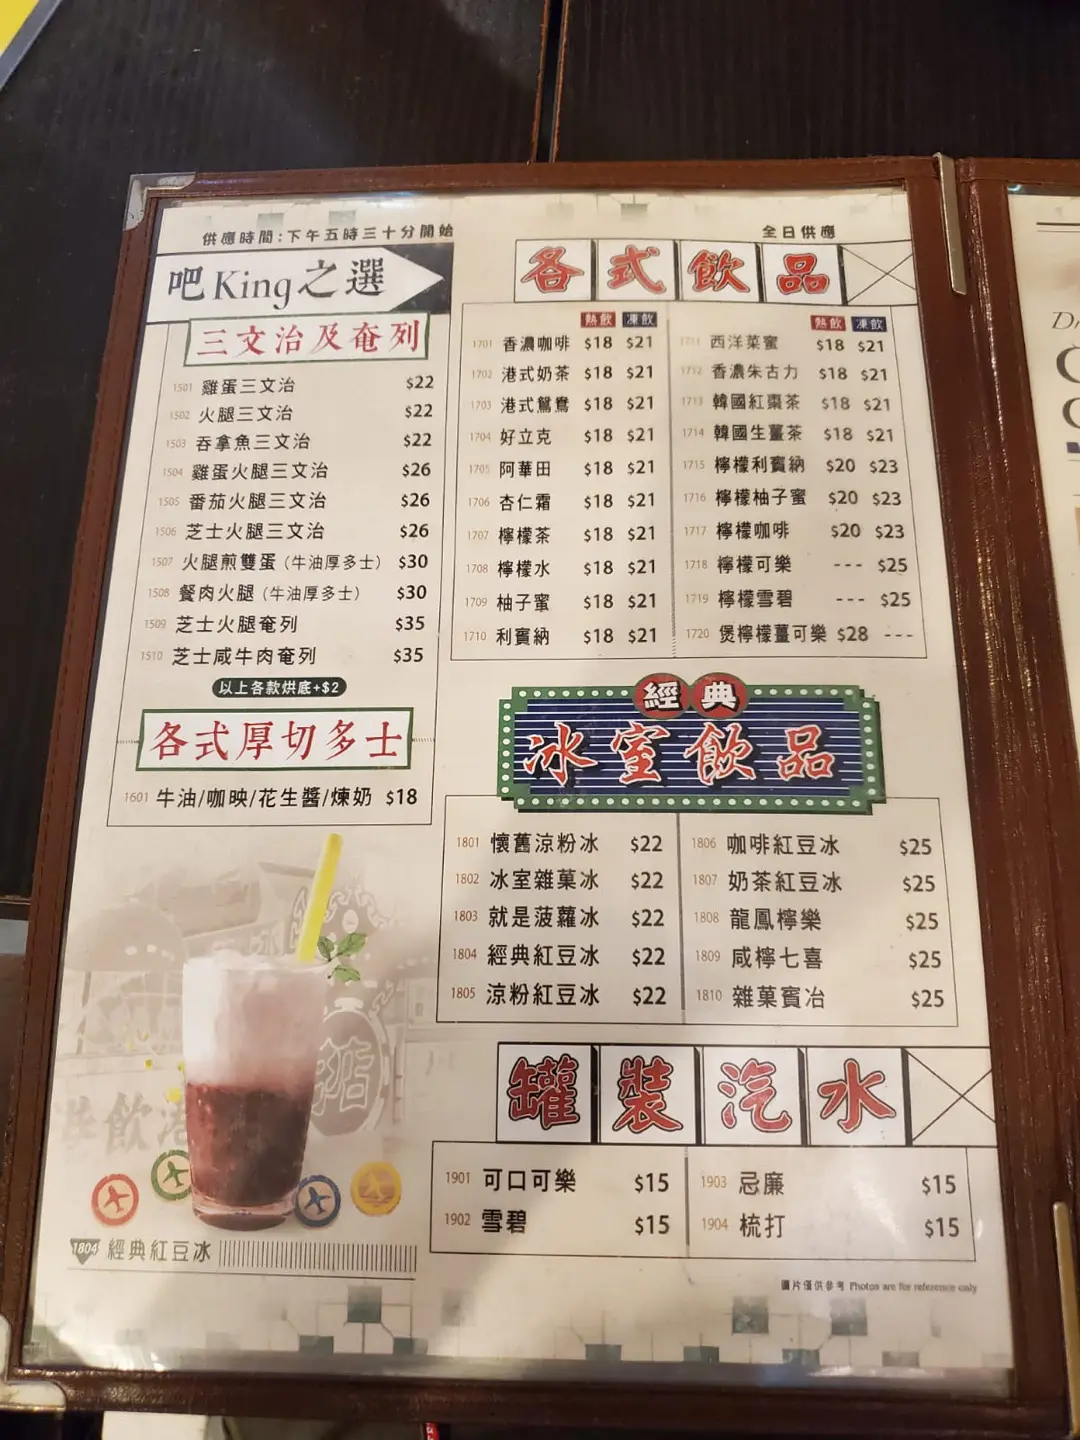 供應時間:下午五時三十分開始
吧King之選
三文治及奄列
1501 雞蛋三文治 $22
1502 火腿三文治 $22
1503 吞拿魚三文治 $22
1504 雞蛋火腿三文治 $26
1505 番茄火腿三文治 $26
1506 芝士火腿三文治 $26
1507 火腿煎雙蛋 (牛油厚多士) $30
1508 餐肉火腿 (牛油厚多士) $30
1509 芝士火腿奄列 $35
1510 芝士咸牛肉奄列 $35
以上各款烘底+$2
各式厚切多士
1601 牛油/咖映/花生醬/煉奶 $18
1804 經典紅豆冰
全日供應
各式飲品
熱飲 凍飲
1701 香濃咖啡 $18 $21
1702 港式奶茶 $18 $21
1703 港式鴛鴦 $18 $21
1704 好立克 $18 $21
1705 阿華田 $18 $21
1706 杏仁霜 $18 $21
1707 檸檬茶 $18 $21
1708 檸檬水 $18 $21
1709 柚子蜜 $18 $21
1710 利賓納 $18 $21
熱飲 凍飲
1711 西洋菜蜜 $18 $21
1712 香濃朱古力 $18 $21
1713 韓國紅棗茶 $18 $21
1714 韓國生薑茶 $18 $21
1715 檸檬利賓納 $20 $23
1716 檸檬柚子蜜 $20 $23
1717 檸檬咖啡 $20 $23
1718 檸檬可樂 --- $25
1719 檸檬雪碧 --- $25
1720 煲檸檬薑可樂 $28 ---
經典
冰室飲品
1801 懷舊涼粉冰 $22
1802 冰室雜菓冰 $22
1803 就是菠蘿冰 $22
1804 經典紅豆冰 $22
1805 涼粉紅豆冰 $22
1806 咖啡紅豆冰 $25
1807 奶茶紅豆冰 $25
1808 龍鳳檸樂 $25
1809 咸檸七喜 $25
1810 雜菓賓冶 $25
罐裝汽水
1901 可口可樂 $15
1902 雪碧 $15
1903 忌廉 $15
1904 梳打 $15
圖片僅供參考 Photos are for reference only